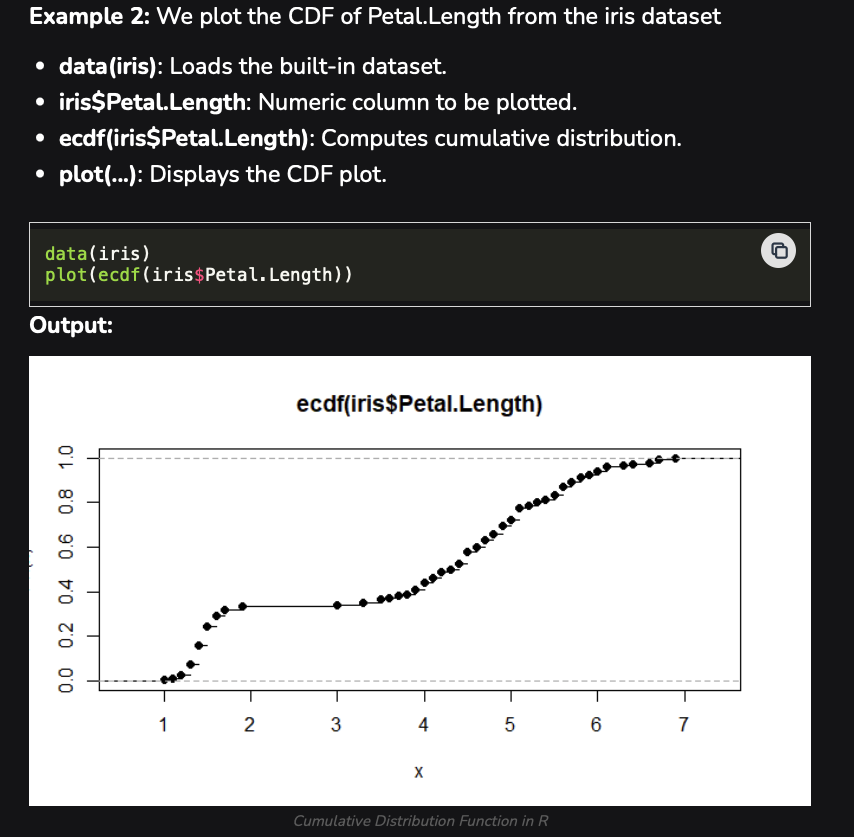 Example 2: We plot the CDF of Petal.Length from the iris dataset
data(iris): Loads the built-in dataset.
iris$Petal.Length: Numeric column to be plotted.
ecdf(iris$Petal.Length): Computes cumulative distribution.
plot(...): Displays the CDF plot.
data(iris)
plot(ecdf(iris$Petal.Length))
Output:
ecdf(iris$Petal.Length)
1.0
0.8
0.6
0.4
0.2
0.0
1 2 3 4 5 6 7
x
Cumulative Distribution Function in R